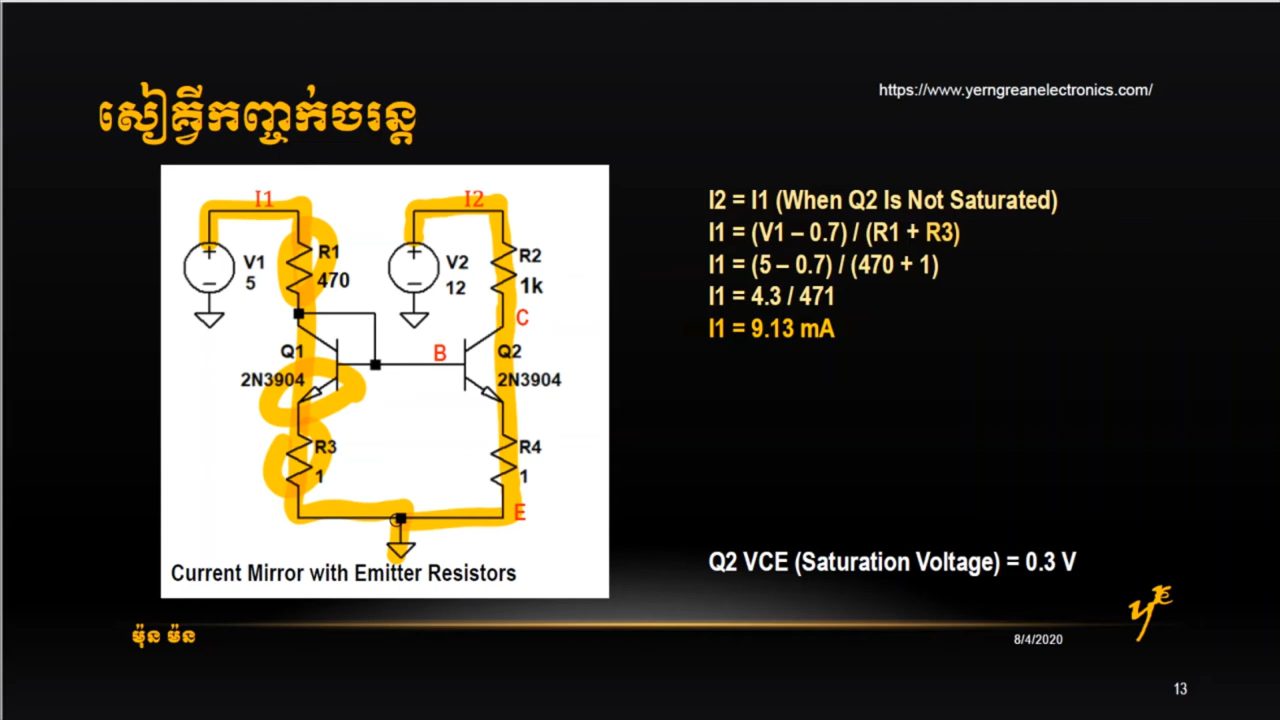 សៀគ្វីកញ្ចក់ចរន្ត
https://www.yerngreanelectronics.com/
I1
I2
V1
5
R1
470
V2
12
R2
1k
C
B
Q1
2N3904
Q2
2N3904
R3
1
R4
1
E
Current Mirror with Emitter Resistors
I2 = I1 (When Q2 Is Not Saturated)
I1 = (V1 – 0.7) / (R1 + R3)
I1 = (5 – 0.7) / (470 + 1)
I1 = 4.3 / 471
I1 = 9.13 mA
Q2 VCE (Saturation Voltage) = 0.3 V
ម៉ុន ម៉ន
8/4/2020
13